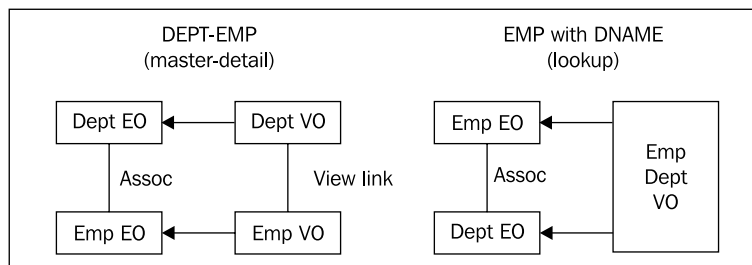 DEPT-EMP
(master-detail)
Dept EO
Dept VO
Assoc
View link
Emp EO
Emp VO
EMP with DNAME
(lookup)
Emp EO
Assoc
Dept EO
Emp
Dept
VO